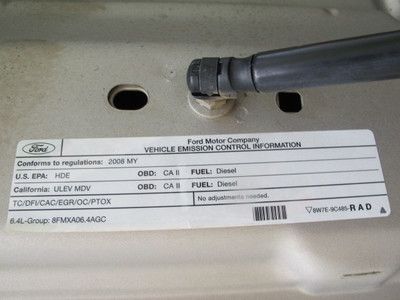 Ford
Ford Motor Company
VEHICLE EMISSION CONTROL INFORMATION
Conforms to regulations: 2008 MY
U.S. EPA: HDE OBD: CA II FUEL: Diesel
California: ULEV MDV OBD: CA II FUEL: Diesel
TC/DFI/CAC/EGR/OC/PTOX No adjustments needed.
6.4L-Group: 8FMXA06.4AGC 8W7E-9C485-RAD